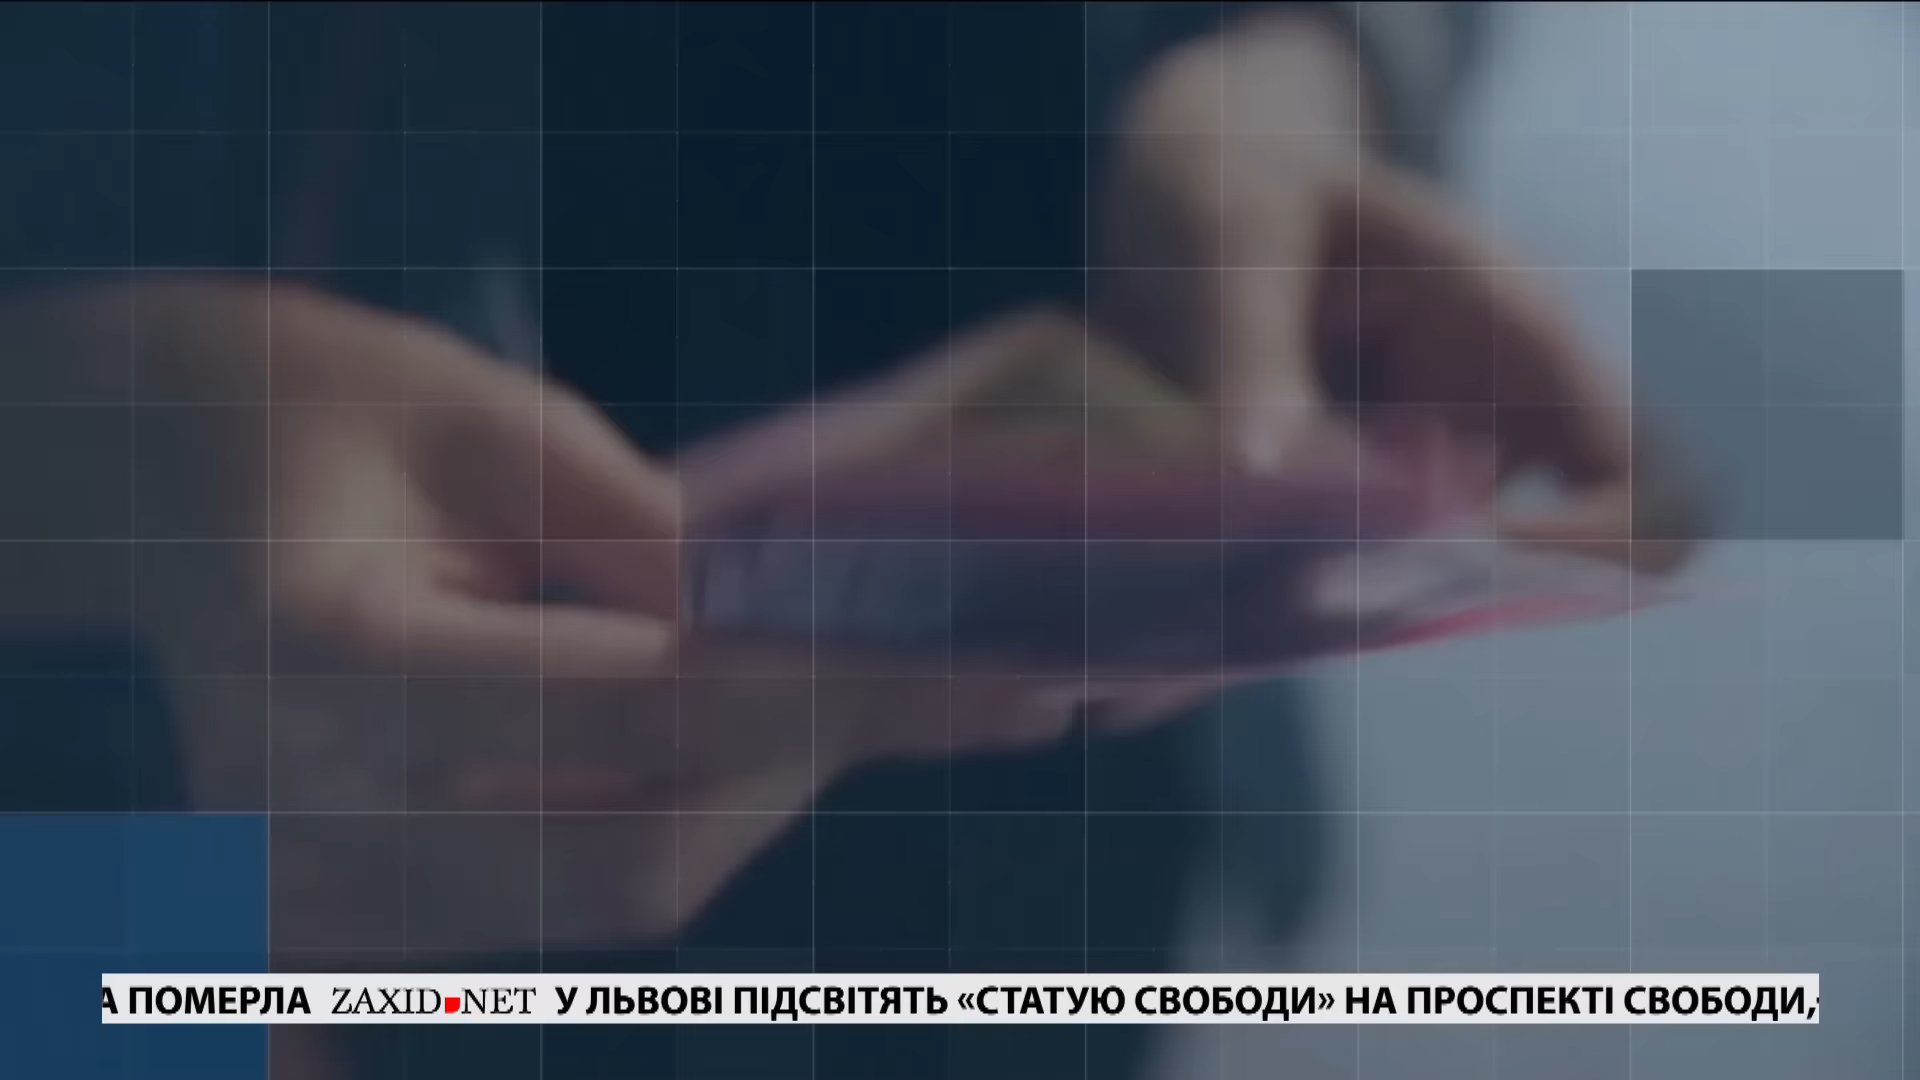 А ПОМЕРЛА ZAXID.NET У ЛЬВОВІ ПІДСВІТЯТЬ «СТАТУЮ СВОБОДИ» НА ПРОСПЕКТІ СВОБОДИ,